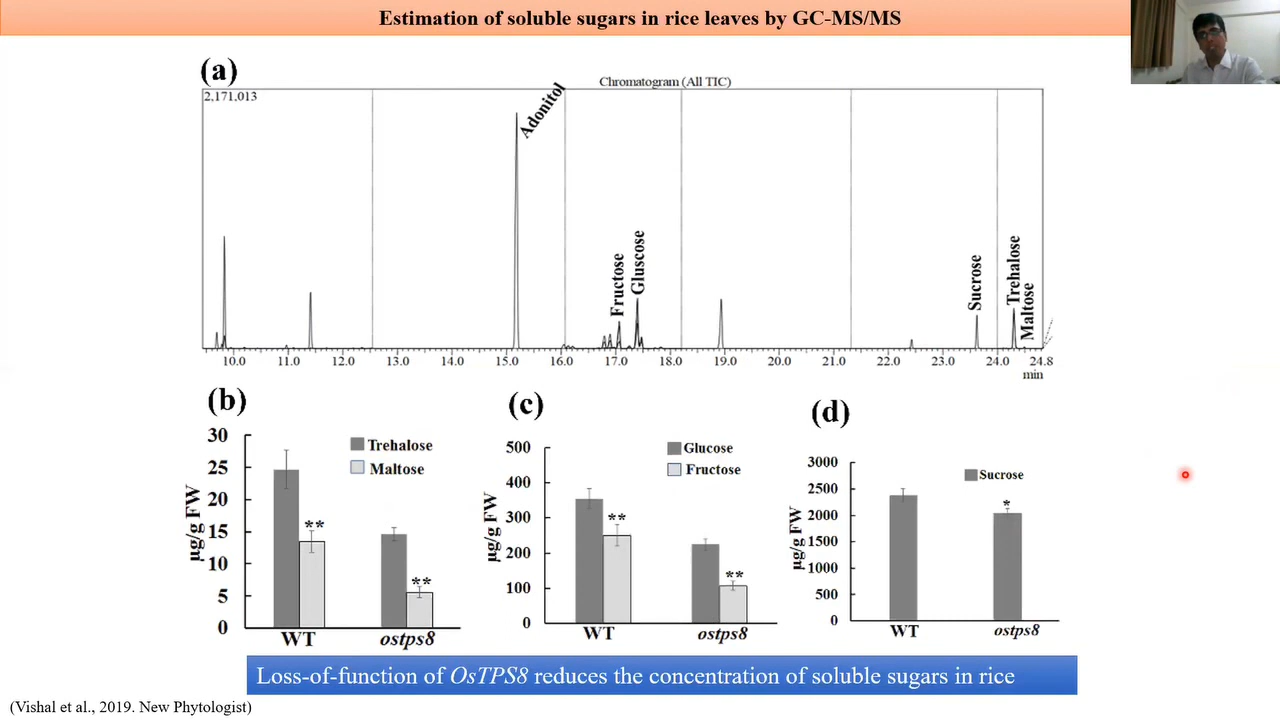 Estimation of soluble sugars in rice leaves by GC-MS/MS
(a)
Chromatogram (All TIC)
2,171,013
Adonitol
Fructose
Gluscose
Sucrose
Trehalose
Maltose
10.0 11.0 12.0 13.0 14.0 15.0 16.0 17.0 18.0 19.0 20.0 21.0 22.0 23.0 24.0 24.8
min
(b)
30
25
20
15
10
5
0
µg/g FW
Trehalose
Maltose
**
**
WT ostps8
(c)
500
400
300
200
100
0
µg/g FW
Glucose
Fructose
**
**
WT ostps8
(d)
3000
2500
2000
1500
1000
500
0
µg/g FW
Sucrose
*
WT ostps8
Loss-of-function of OsTPS8 reduces the concentration of soluble sugars in rice
(Vishal et al., 2019. New Phytologist)